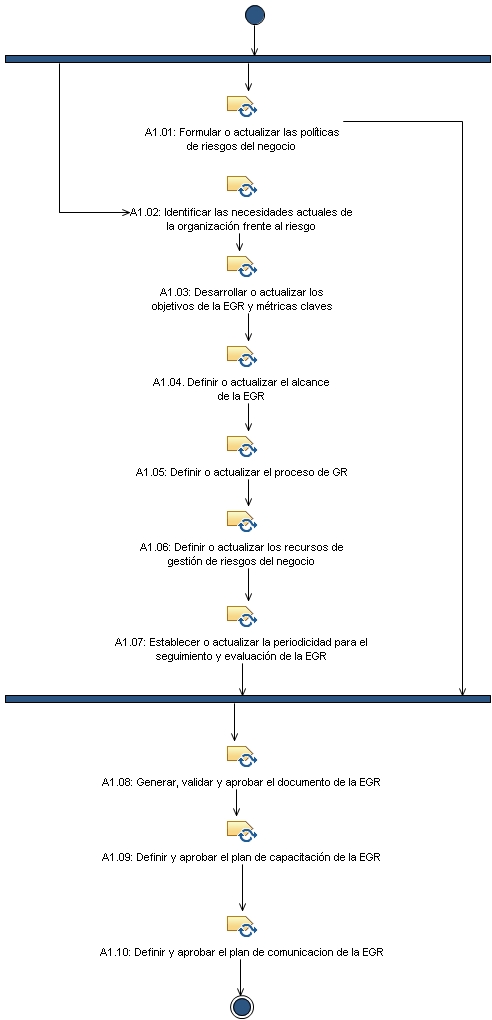 A1.01: Formular o actualizar las políticas
de riesgos del negocio
A1.02: Identificar las necesidades actuales de
la organización frente al riesgo
A1.03: Desarrollar o actualizar los
objetivos de la EGR y métricas claves
A1.04. Definir o actualizar el alcance
de la EGR
A1.05: Definir o actualizar el proceso de GR
A1.06: Definir o actualizar los recursos de
gestión de riesgos del negocio
A1.07: Establecer o actualizar la periodicidad para el
seguimiento y evaluación de la EGR
A1.08: Generar, validar y aprobar el documento de la EGR
A1.09: Definir y aprobar el plan de capacitación de la EGR
A1.10: Definir y aprobar el plan de comunicacion de la EGR